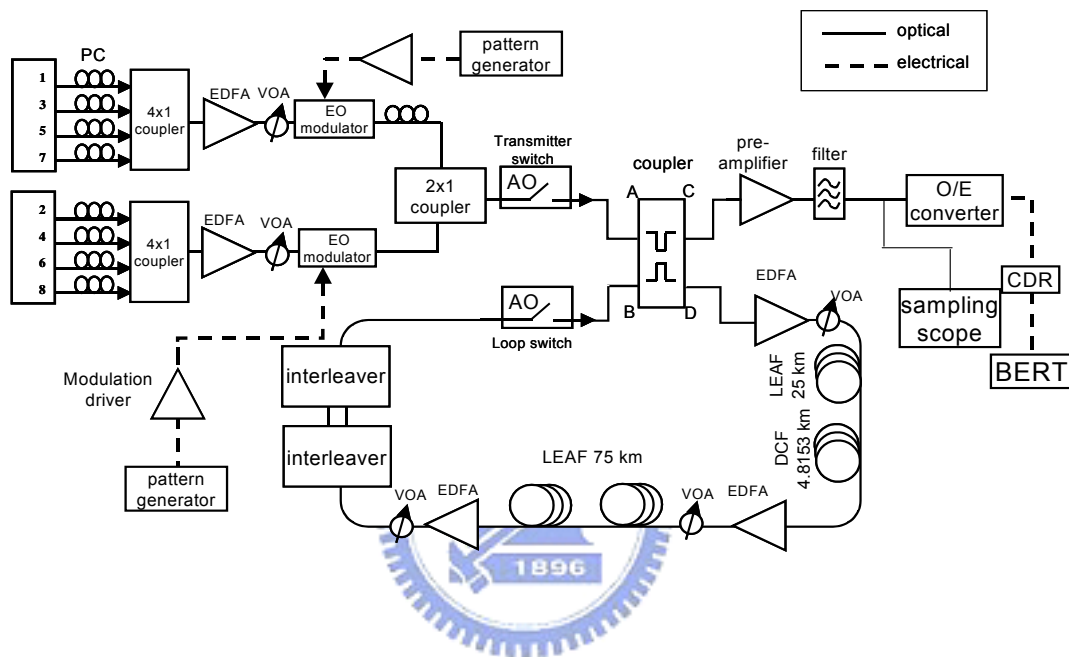 optical
electrical
PC
1
3
5
7
4x1
coupler
EDFA
VOA
EO
modulator
pattern
generator
2
4
6
8
4x1
coupler
EDFA
VOA
EO
modulator
2x1
coupler
Transmitter
switch
AO
coupler
A
C
B
D
pre-
amplifier
filter
O/E
converter
CDR
sampling
scope
BERT
AO
Loop switch
EDFA
VOA
LEAF
25 km
DCF
4.8153 km
interleaver
interleaver
Modulation
driver
pattern
generator
LEAF 75 km
VOA
EDFA
VOA
EDFA
1896